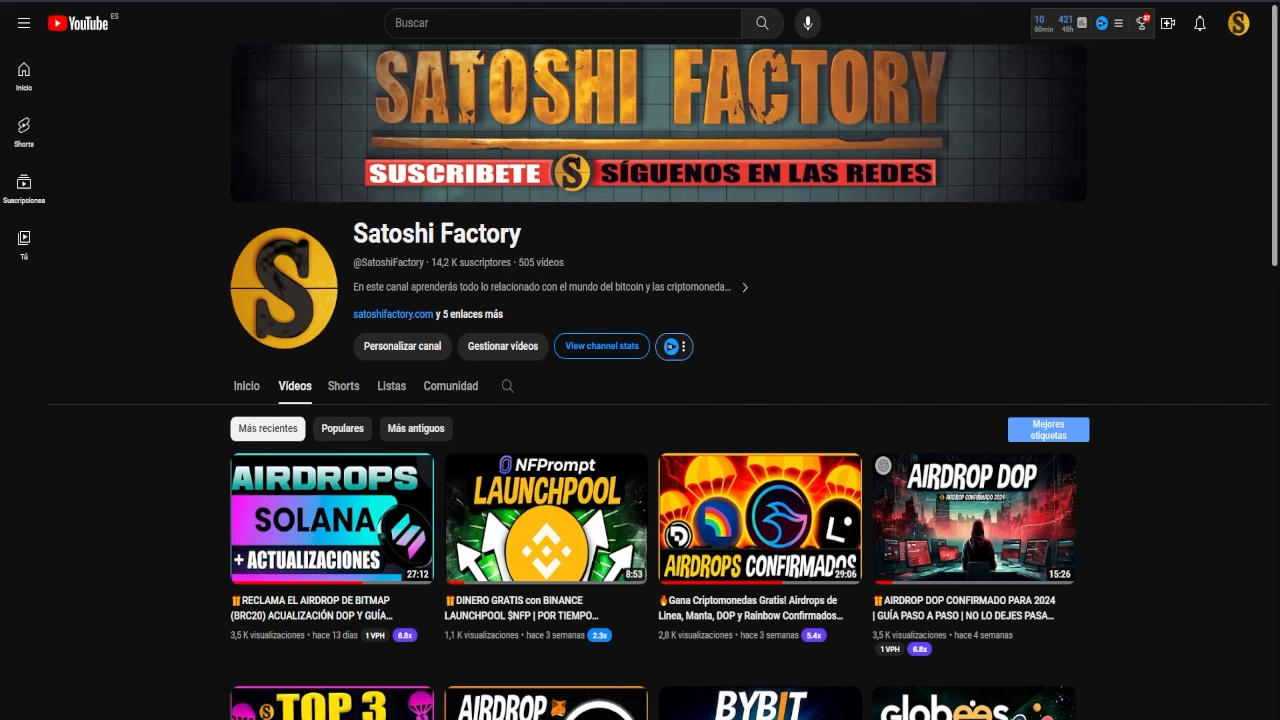 YouTube ES
Buscar
10 421
60min 48h
37
SATOSHI FACTORY
SUSCRIBETE S SÍGUENOS EN LAS REDES
Inicio
Shorts
Suscripciones
Tú
Satoshi Factory
@SatoshiFactory · 14,2 K suscriptores · 505 vídeos
En este canal aprenderás todo lo relacionado con el mundo del bitcoin y las criptomoneda...
satoshifactory.com y 5 enlaces más
Personalizar canal
Gestionar vídeos
View channel stats
Inicio
Vídeos
Shorts
Listas
Comunidad
Más recientes
Populares
Más antiguos
Mejores
etiquetas
AIRDROPS
SOLANA
+ ACTUALIZACIONES
27:12
RECLAMA EL AIRDROP DE BITMAP
(BRC20) ACUALIZACIÓN DOP Y GUÍA...
3,5 K visualizaciones • hace 13 días 1 VPH 6.8x
NFPrompt
LAUNCHPOOL
8:53
DINERO GRATIS con BINANCE
LAUNCHPOOL $NFP | POR TIEMPO...
1,1 K visualizaciones • hace 3 semanas 2.3x
AIRDROPS CONFIRMADOS
29:06
Gana Criptomonedas Gratis! Airdrops de
Linea, Manta, DOP y Rainbow Confirmados...
2,8 K visualizaciones • hace 3 semanas 5.4x
AIRDROP DOP
AIRDROP CONFIRMADO 2024
15:26
AIRDROP DOP CONFIRMADO PARA 2024
| GUÍA PASO A PASO | NO LO DEJES PASA...
3,5 K visualizaciones • hace 4 semanas
1 VPH 6.8x
TOP 3
AIRDROP
BYBIT
globees